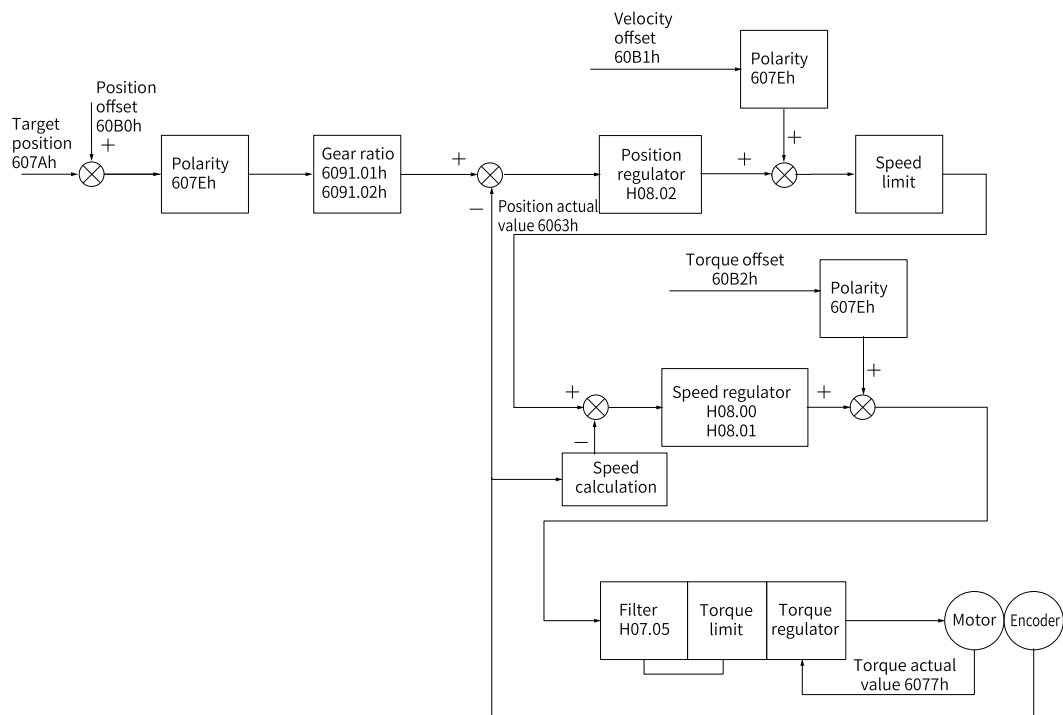 Velocity
offset
60B1h
Polarity
607Eh
Position
offset
60B0h
+
Target
position
607Ah
Polarity
607Eh
Gear ratio
6091.01h
6091.02h
+
−
Position actual
value 6063h
Position
regulator
H08.02
+
+
Speed
limit
Torque offset
60B2h
Polarity
607Eh
+
+
−
Speed regulator
H08.00
H08.01
+
Speed
calculation
Filter
H07.05
Torque
limit
Torque
regulator
Motor
Encoder
Torque actual
value 6077h